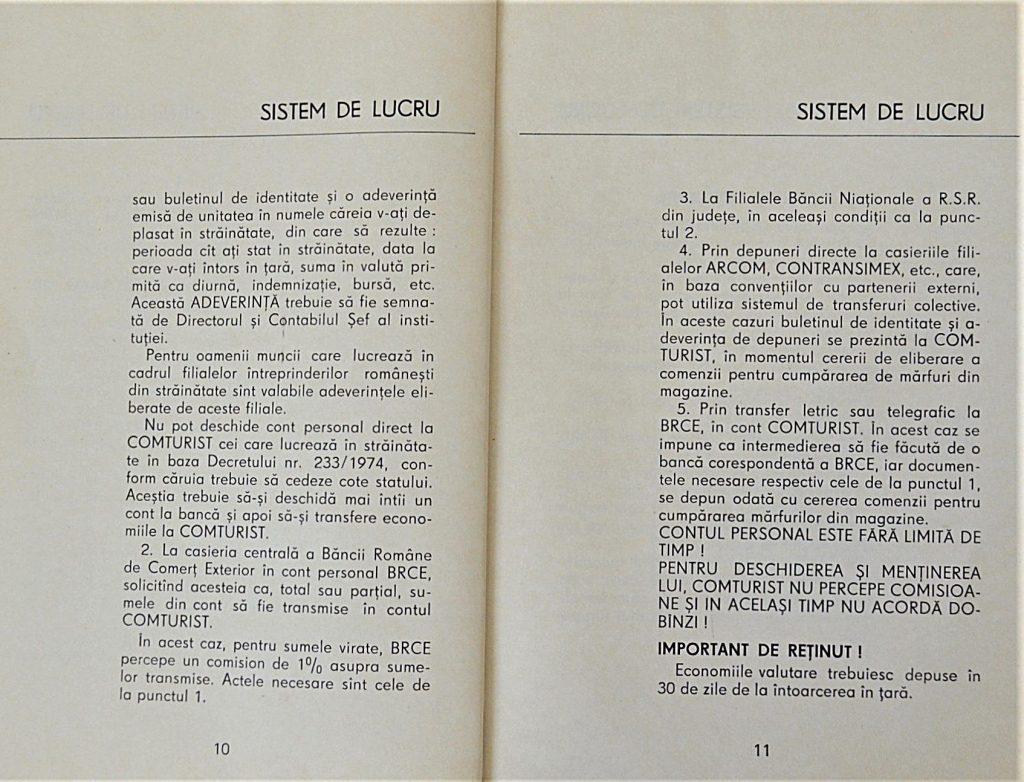 SISTEM DE LUCRU
sau buletinul de identitate și o adeverință
emisă de unitatea în numele căreia v-ați de-
plasat în străinătate, din care să rezulte :
perioada cît ați stat în străinătate, data la
care v-ați întors în țară, suma în valută pri-
mită ca diurnă, indemnizație, bursă, etc.
Această ADEVERINȚĂ trebuie să fie semna-
tă de Directorul și Contabilul Șef al insti-
tuției.
Pentru oamenii muncii care lucrează în
cadrul filialelor întreprinderilor românești
din străinătate sînt valabile adeverințele eli-
berate de aceste filiale.
Nu pot deschide cont personal direct la
COMTURIST cei care lucrează în străinăta-
te în baza Decretului nr. 233/1974, con-
form căruia trebuie să cedeze cote statului.
Aceștia trebuie să-și deschidă mai întîi un
cont la bancă și apoi să-și transfere econo-
miile la COMTURIST.
2. La casieria centrală a Băncii Române
de Comerț Exterior în cont personal BRCE,
solicitînd acesteia ca, total sau parțial, su-
mele din cont să fie transmise în contul
COMTURIST.
În acest caz, pentru sumele virate, BRCE
percepe un comision de 1% asupra sume-
lor transmise. Actele necesare sint cele de
la punctul 1.
10
SISTEM DE LUCRU
3. La Filialele Băncii Niaționale a R.S.R.
din județe, în aceleași condiții ca la punc-
tul 2.
4. Prin depuneri directe la casieriile fili-
alelor ARCOM, CONTRANSIMEX, etc., care,
în baza convențiilor cu partenerii externi,
pot utiliza sistemul de transferuri colective.
În aceste cazuri buletinul de identitate și a-
deverința de depuneri se prezintă la COM-
TURIST, în momentul cererii de eliberare a
comenzii pentru cumpărarea de mărfuri din
magazine.
5. Prin transfer letric sau telegrafic la
BRCE, în cont COMTURIST. În acest caz se
impune ca intermedierea să fie făcută de o
bancă corespondentă a BRCE, iar documen-
tele necesare respectiv cele de la punctul 1,
se depun odată cu cererea comenzii pentru
cumpărarea mărfurilor din magazine.
CONTUL PERSONAL ESTE FĂRĂ LIMITĂ DE
TIMP !
PENTRU DESCHIDEREA ȘI MENȚINEREA
LUI, COMTURIST NU PERCEPE COMISIOA-
NE ȘI IN ACELAȘI TIMP NU ACORDĂ DO-
BÎNZI !
IMPORTANT DE REȚINUT !
Economiile valutare trebuiesc depuse în
30 de zile de la întoarcerea în țară.
11